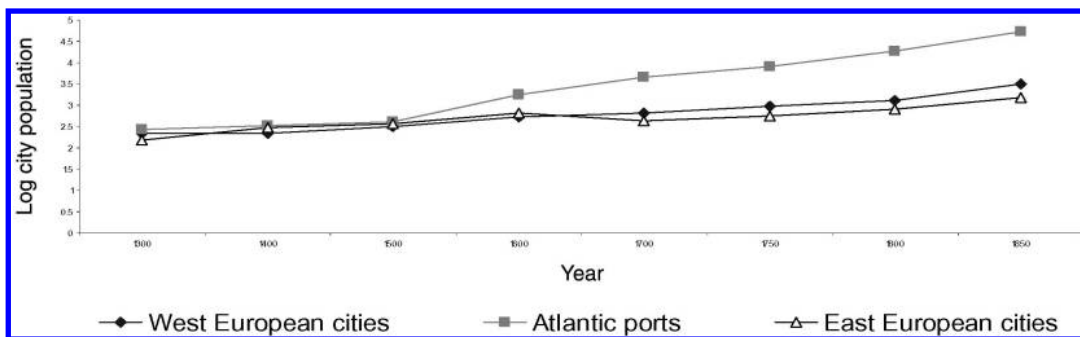 5
4.5
4
3.5
3
2.5
2
1.5
1
0.5
0
Log city population
1300 1400 1500 1600 1700 1750 1800 1850
Year
West European cities Atlantic ports East European cities